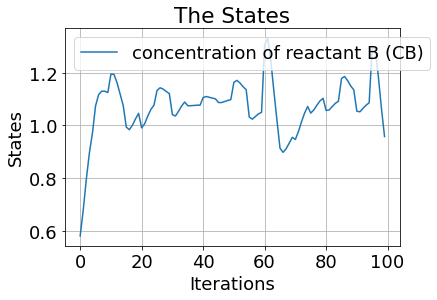 The States
concentration of reactant B (CB)
States
1.2
1.0
0.8
0.6
0
20
40
60
80
100
Iterations